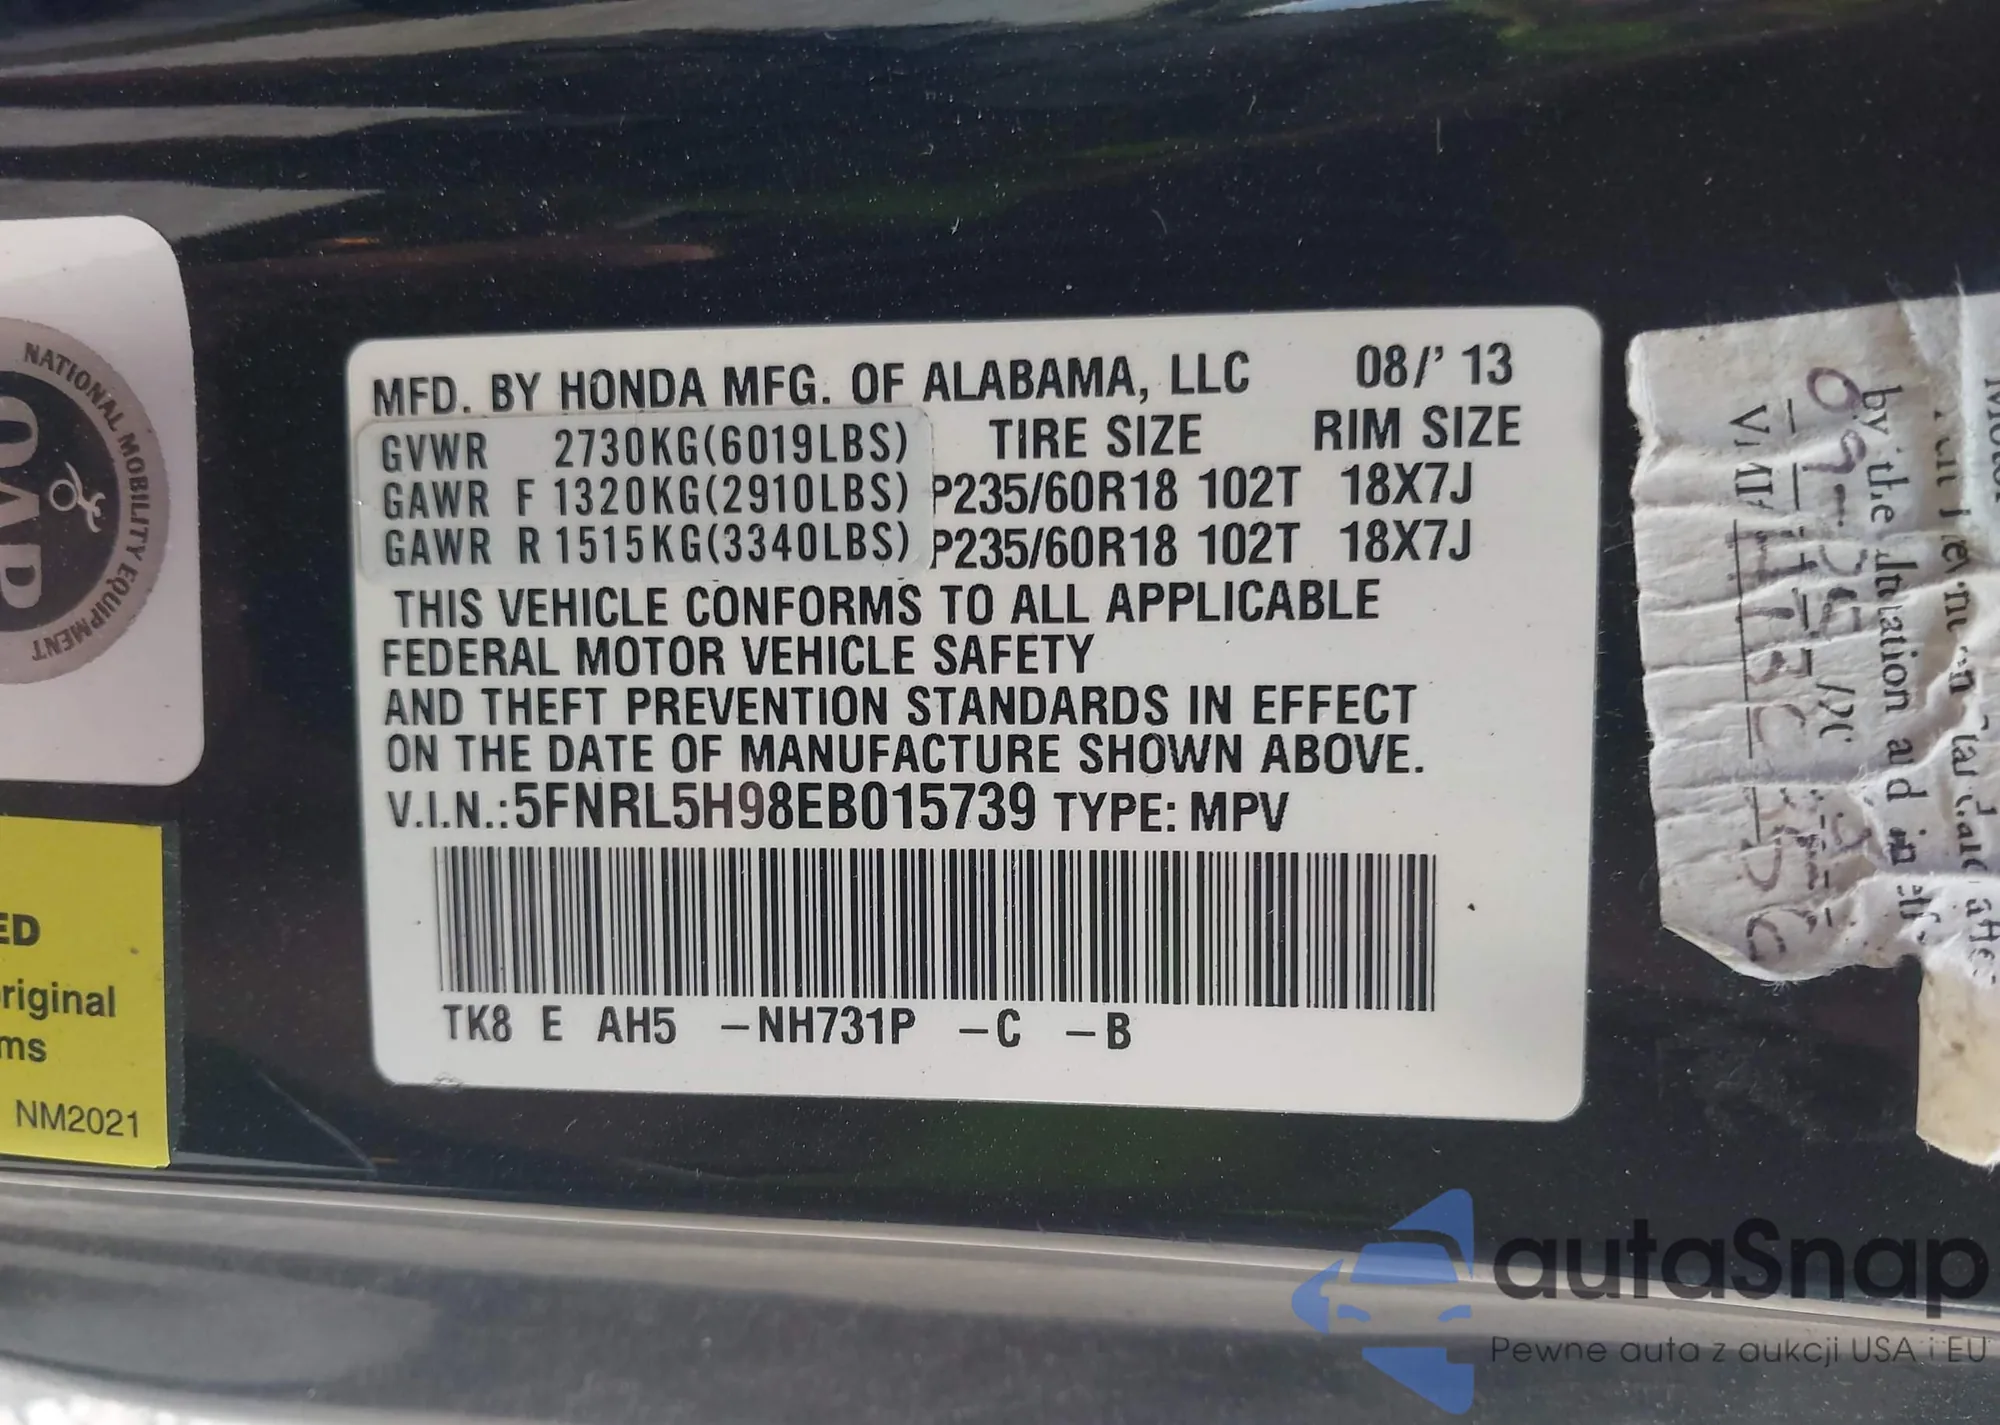 NATIONAL MOBILITY EQUIPMENT
QAP
ED
riginal
ms
NM2021
MFD. BY HONDA MFG. OF ALABAMA, LLC 08/' 13
GVWR 2730KG(6019LBS) TIRE SIZE RIM SIZE
GAWR F 1320KG(2910LBS) P235/60R18 102T 18X7J
GAWR R 1515KG(3340LBS) P235/60R18 102T 18X7J
THIS VEHICLE CONFORMS TO ALL APPLICABLE
FEDERAL MOTOR VEHICLE SAFETY
AND THEFT PREVENTION STANDARDS IN EFFECT
ON THE DATE OF MANUFACTURE SHOWN ABOVE.
V.I.N.:5FNRL5H98EB015739 TYPE: MPV
TK8 E AH5 –NH731P –C –B
by the
autaSnap
Pewne auta z aukcji USA i EU